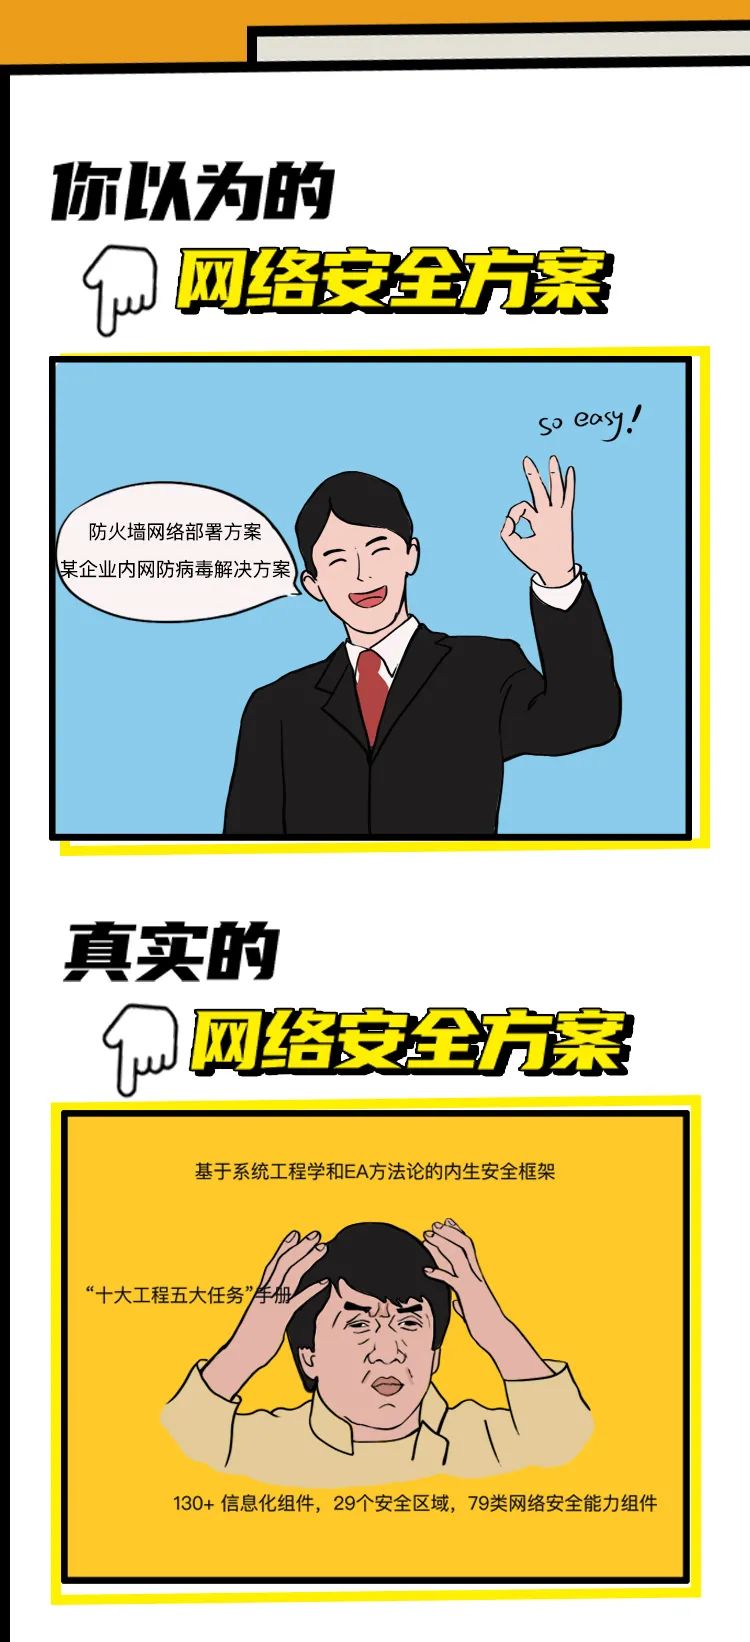 你以为的
网络安全方案
so easy!
防火墙网络部署方案
某企业内网防病毒解决方案
真实的
网络安全方案
基于系统工程学和EA方法论的内生安全框架
“十大工程五大任务”手册
130+ 信息化组件，29个安全区域，79类网络安全能力组件